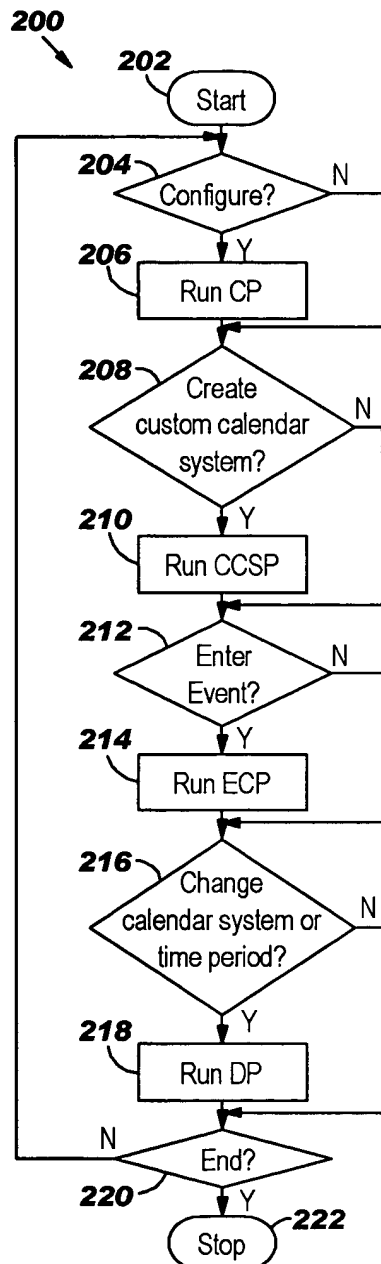 200
202
Start
204
Configure?
N
Y
206
Run CP
208
Create
custom calendar
system?
N
Y
210
Run CCSP
212
Enter
Event?
N
Y
214
Run ECP
216
Change
calendar system or
time period?
N
Y
218
Run DP
N
End?
220
Y
222
Stop